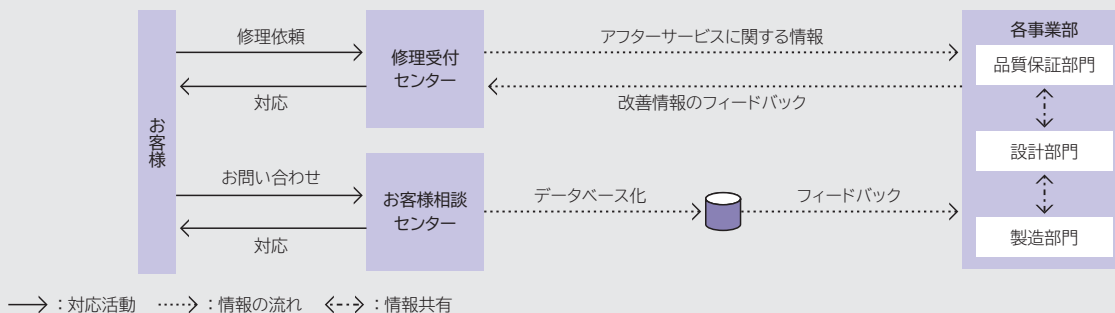 お客様
修理依頼
対応
修理受付
センター
アフターサービスに関する情報
改善情報のフィードバック
お問い合わせ
対応
お客様相談
センター
データベース化
フィードバック
各事業部
品質保証部門
設計部門
製造部門
：対応活動
：情報の流れ
：情報共有